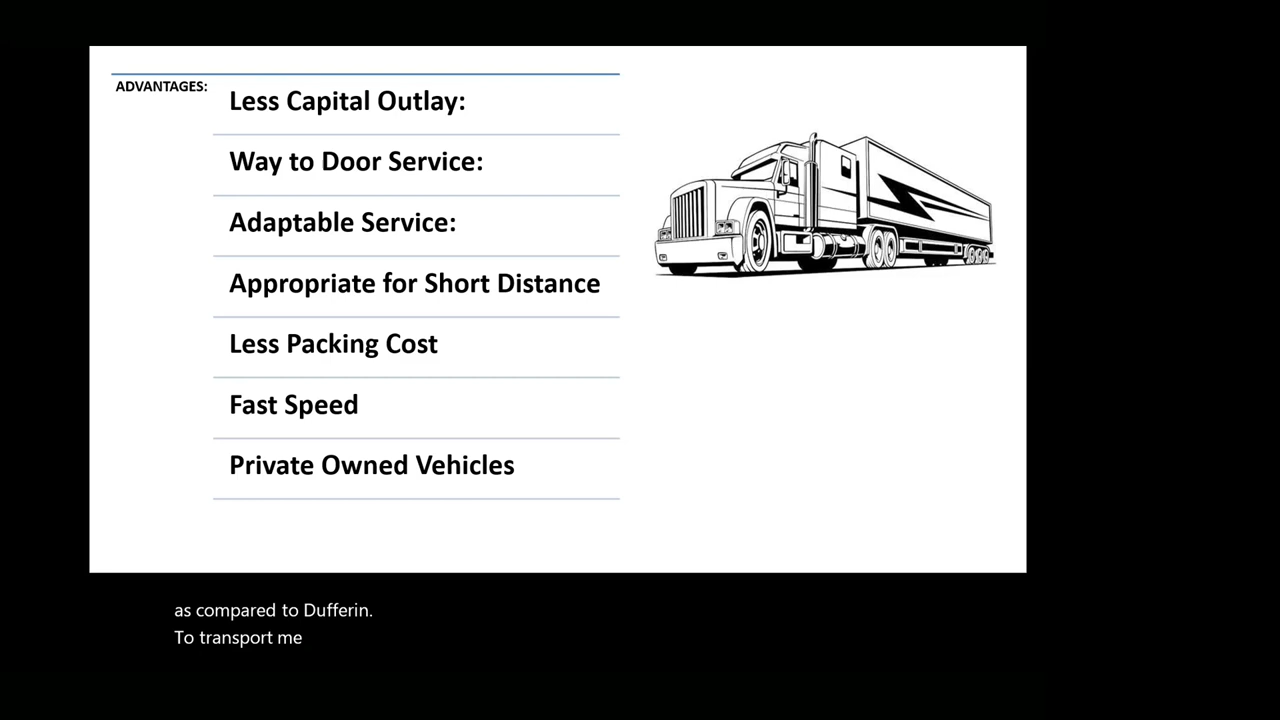 ADVANTAGES:
Less Capital Outlay:
Way to Door Service:
Adaptable Service:
Appropriate for Short Distance
Less Packing Cost
Fast Speed
Private Owned Vehicles
as compared to Dufferin.
To transport me